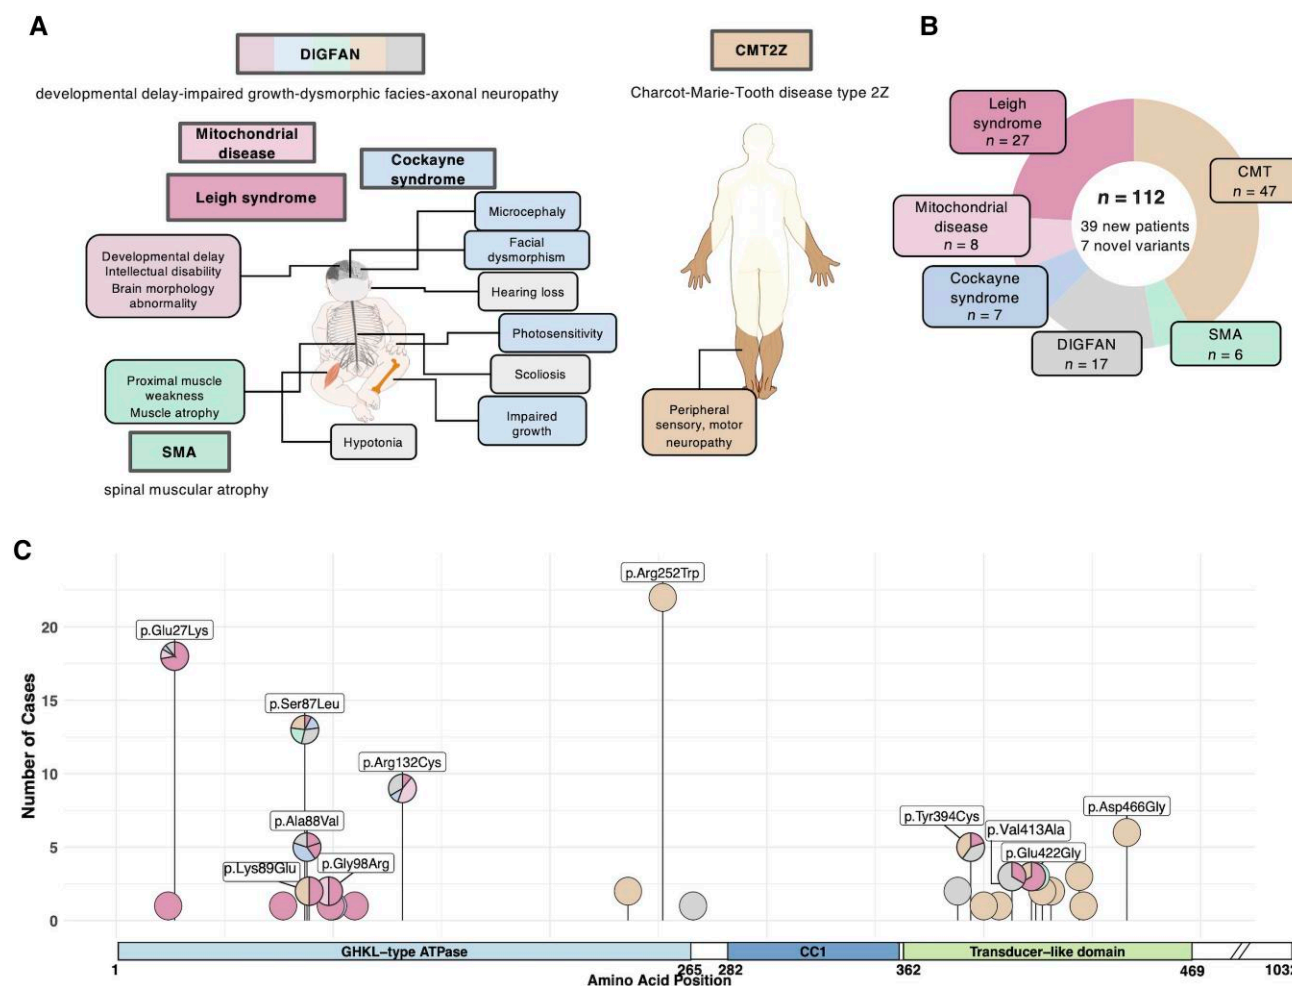 A
DIGFAN
developmental delay-impaired growth-dysmorphic facies-axonal neuropathy
Mitochondrial
disease
Leigh syndrome
Cockayne
syndrome
Microcephaly
Facial
dysmorphism
Hearing loss
Photosensitivity
Scoliosis
Impaired
growth
Developmental delay
Intellectual disability
Brain morphology
abnormality
Proximal muscle
weakness
Muscle atrophy
SMA
spinal muscular atrophy
Hypotonia
CMT2Z
Charcot-Marie-Tooth disease type 2Z
Peripheral
sensory, motor
neuropathy
B
Leigh
syndrome
n = 27
CMT
n = 47
n = 112
39 new patients
7 novel variants
Mitochondrial
disease
n = 8
Cockayne
syndrome
n = 7
DIGFAN
n = 17
SMA
n = 6
C
Number of Cases
20
15
10
5
0
p.Glu27Lys
p.Ser87Leu
p.Ala88Val
p.Lys89Glu
p.Gly98Arg
p.Arg132Cys
p.Arg252Trp
p.Tyr394Cys
p.Val413Ala
p.Glu422Gly
p.Asp466Gly
GHKL–type ATPase
CC1
Transducer–like domain
1
265
282
362
469
1032
Amino Acid Position